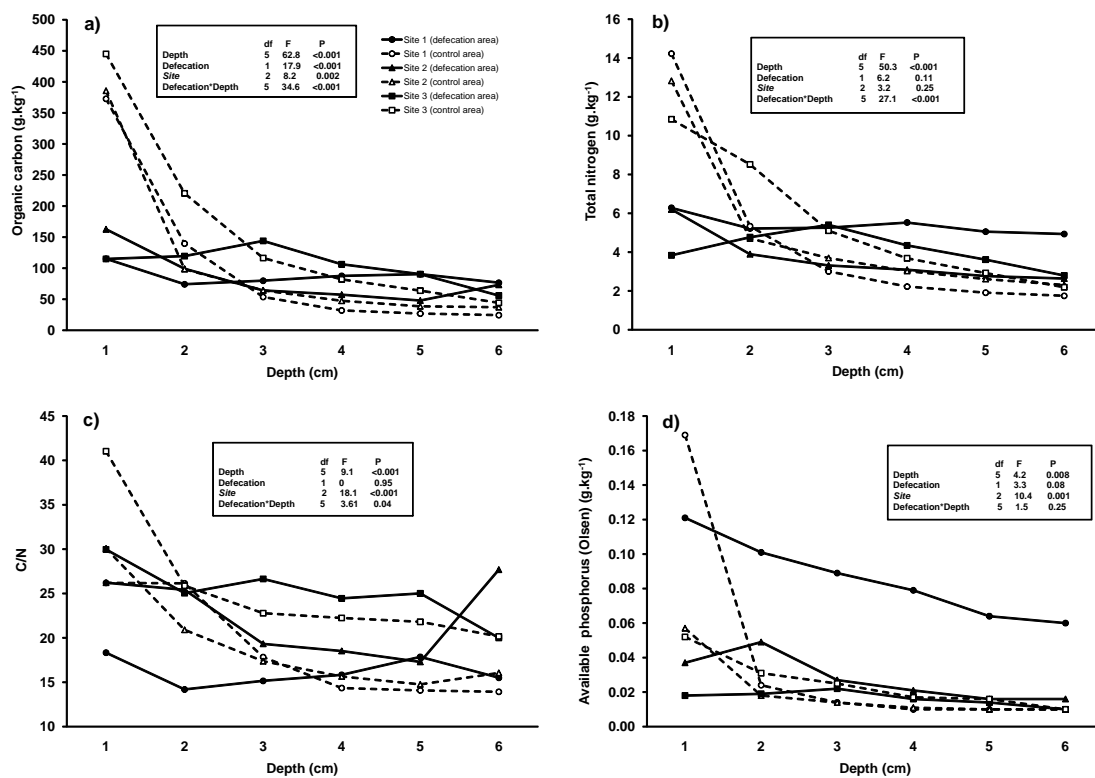 a)
df F P
Depth 5 62.8 <0.001
Defecation 1 17.9 <0.001
Site 2 8.2 0.002
Defecation*Depth 5 34.6 <0.001
Site 1 (defecation area)
Site 1 (control area)
Site 2 (defecation area)
Site 2 (control area)
Site 3 (defecation area)
Site 3 (control area)
Organic carbon (g.kg⁻¹)
500
450
400
350
300
250
200
150
100
50
0
1 2 3 4 5 6
Depth (cm)
b)
df F P
Depth 5 50.3 <0.001
Defecation 1 6.2 0.11
Site 2 3.2 0.25
Defecation*Depth 5 27.1 <0.001
Total nitrogen (g.kg⁻¹)
16
14
12
10
8
6
4
2
0
1 2 3 4 5 6
Depth (cm)
c)
df F P
Depth 5 9.1 <0.001
Defecation 1 0 0.95
Site 2 18.1 <0.001
Defecation*Depth 5 3.61 0.04
C/N
45
40
35
30
25
20
15
10
1 2 3 4 5 6
Depth (cm)
d)
df F P
Depth 5 4.2 0.008
Defecation 1 3.3 0.08
Site 2 10.4 0.001
Defecation*Depth 5 1.5 0.25
Available phosphorus (Olsen) (g.kg⁻¹)
0.18
0.16
0.14
0.12
0.10
0.08
0.06
0.04
0.02
0.00
1 2 3 4 5 6
Depth (cm)